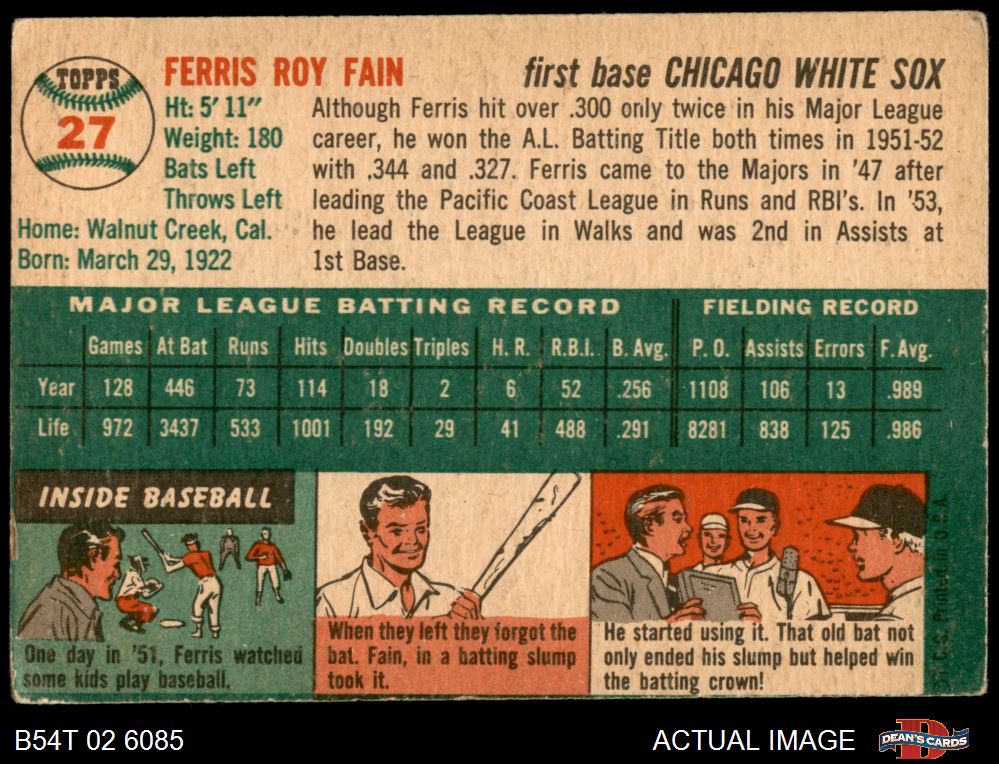 TOPPS
27
FERRIS ROY FAIN
first base CHICAGO WHITE SOX
Ht: 5' 11"
Weight: 180
Bats Left
Throws Left
Home: Walnut Creek, Cal.
Born: March 29, 1922
Although Ferris hit over .300 only twice in his Major League
career, he won the A.L. Batting Title both times in 1951-52
with .344 and .327. Ferris came to the Majors in '47 after
leading the Pacific Coast League in Runs and RBI's. In '53,
he lead the League in Walks and was 2nd in Assists at
1st Base.
MAJOR LEAGUE BATTING RECORD FIELDING RECORD
Games At Bat Runs Hits Doubles Triples H. R. R.B.I. B. Avg. P. O. Assists Errors F. Avg.
Year 128 446 73 114 18 2 6 52 .256 1108 106 13 .989
Life 972 3437 533 1001 192 29 41 488 .291 8281 838 125 .986
INSIDE BASEBALL
One day in '51, Ferris watched
some kids play baseball.
When they left they forgot the
bat. Fain, in a batting slump
took it.
He started using it. That old bat not
only ended his slump but helped win
the batting crown!
© T. C. G. Printed in U.S.A.
B54T 02 6085
ACTUAL IMAGE
DEAN'S CARDS